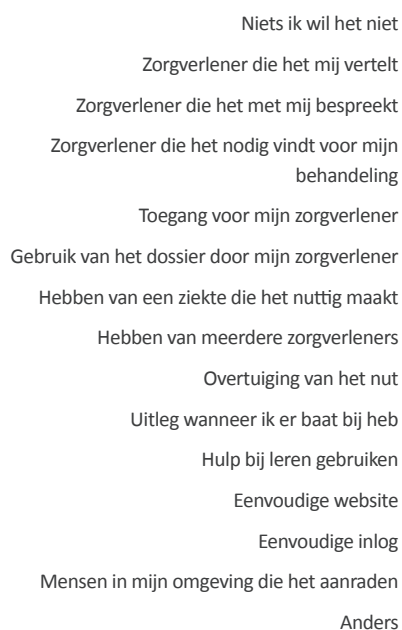 Niets ik wil het niet
Zorgverlener die het mij vertelt
Zorgverlener die het met mij bespreekt
Zorgverlener die het nodig vindt voor mijn
behandeling
Toegang voor mijn zorgverlener
Gebruik van het dossier door mijn zorgverlener
Hebben van een ziekte die het nuttig maakt
Hebben van meerdere zorgverleners
Overtuiging van het nut
Uitleg wanneer ik er baat bij heb
Hulp bij leren gebruiken
Eenvoudige website
Eenvoudige inlog
Mensen in mijn omgeving die het aanraden
Anders